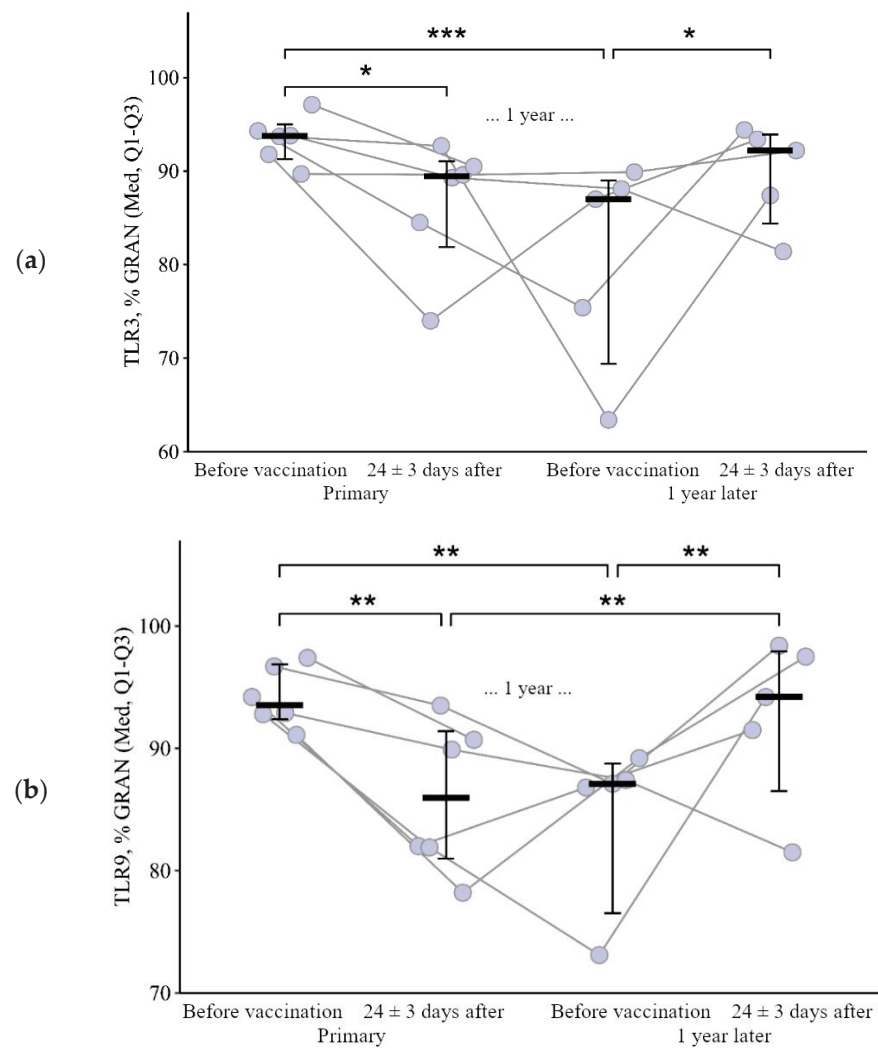 (a)
TLR3, % GRAN (Med, Q1-Q3)
***
*
*
... 1 year ...
100
90
80
70
60
Before vaccination 24 ± 3 days after Before vaccination 24 ± 3 days after
Primary 1 year later
(b)
TLR9, % GRAN (Med, Q1-Q3)
** **
** **
... 1 year ...
100
90
80
70
Before vaccination 24 ± 3 days after Before vaccination 24 ± 3 days after
Primary 1 year later